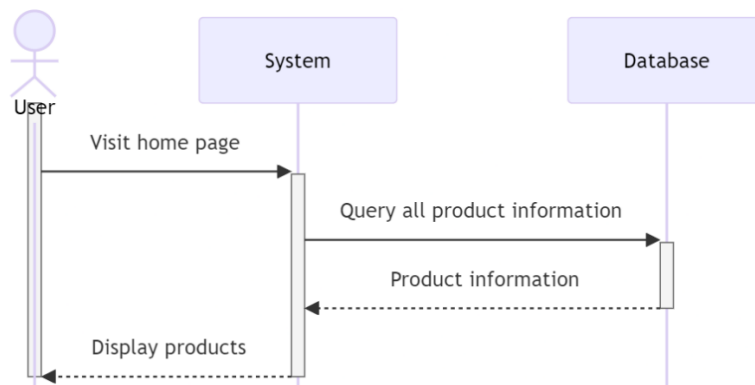 System
Database
User
Visit home page
Query all product information
Product information
Display products